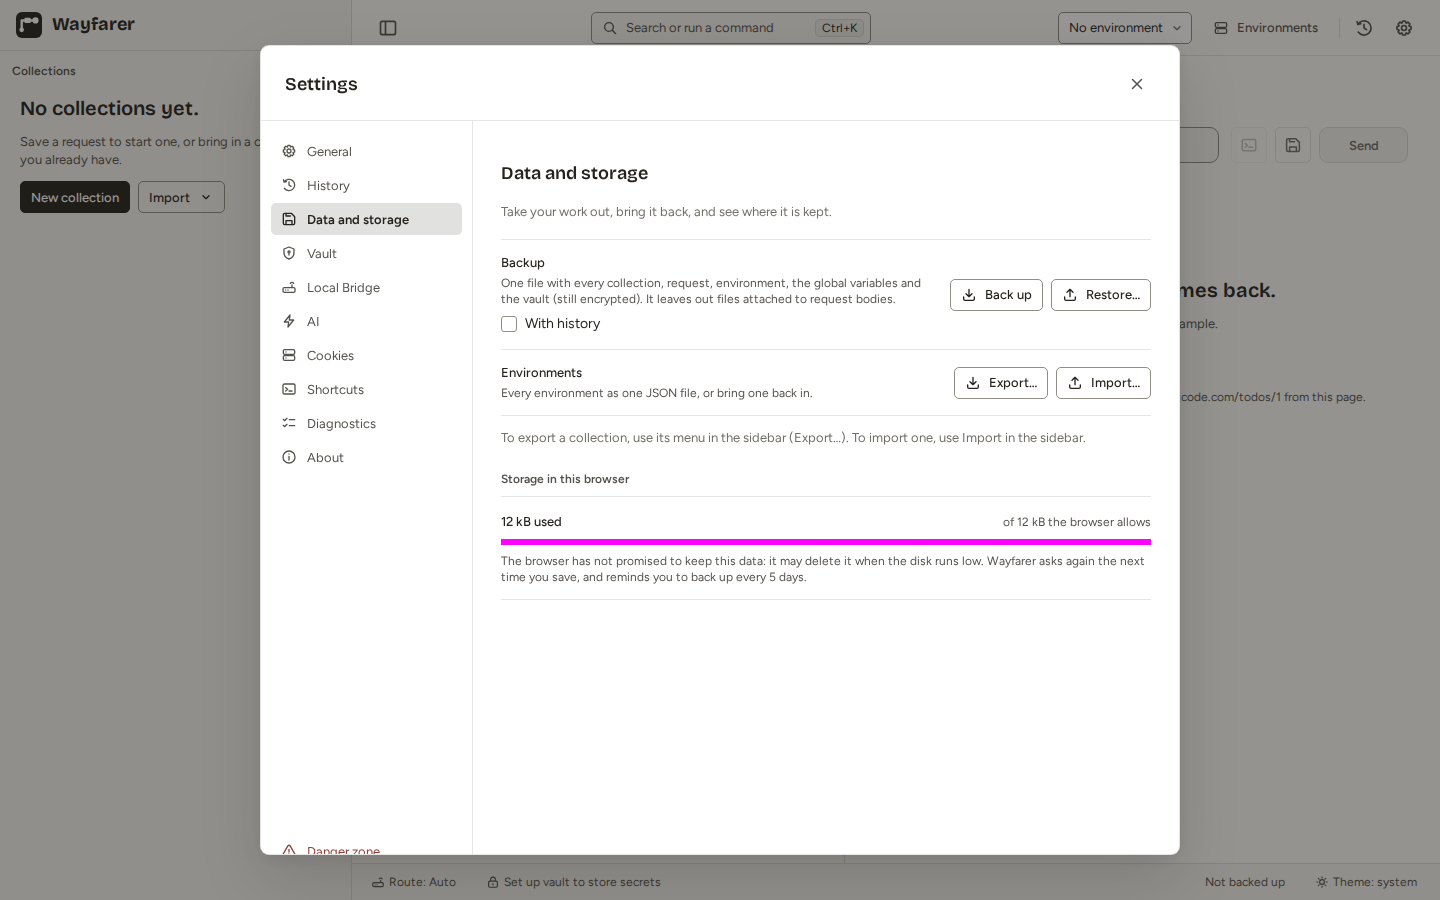 Wayfarer
Search or run a command
Ctrl+K
No environment
Environments
Collections
No collections yet.
Save a request to start one, or bring in a c
you already have.
New collection
Import
Send
mes back.
ample.
code.com/todos/1 from this page.
Settings
General
History
Data and storage
Vault
Local Bridge
AI
Cookies
Shortcuts
Diagnostics
About
Danger zone
Data and storage
Take your work out, bring it back, and see where it is kept.
Backup
One file with every collection, request, environment, the global variables and
the vault (still encrypted). It leaves out files attached to request bodies.
With history
Back up
Restore...
Environments
Every environment as one JSON file, or bring one back in.
Export...
Import...
To export a collection, use its menu in the sidebar (Export...). To import one, use Import in the sidebar.
Storage in this browser
12 kB used
of 12 kB the browser allows
The browser has not promised to keep this data: it may delete it when the disk runs low. Wayfarer asks again the next
time you save, and reminds you to back up every 5 days.
Route: Auto
Set up vault to store secrets
Not backed up
Theme: system